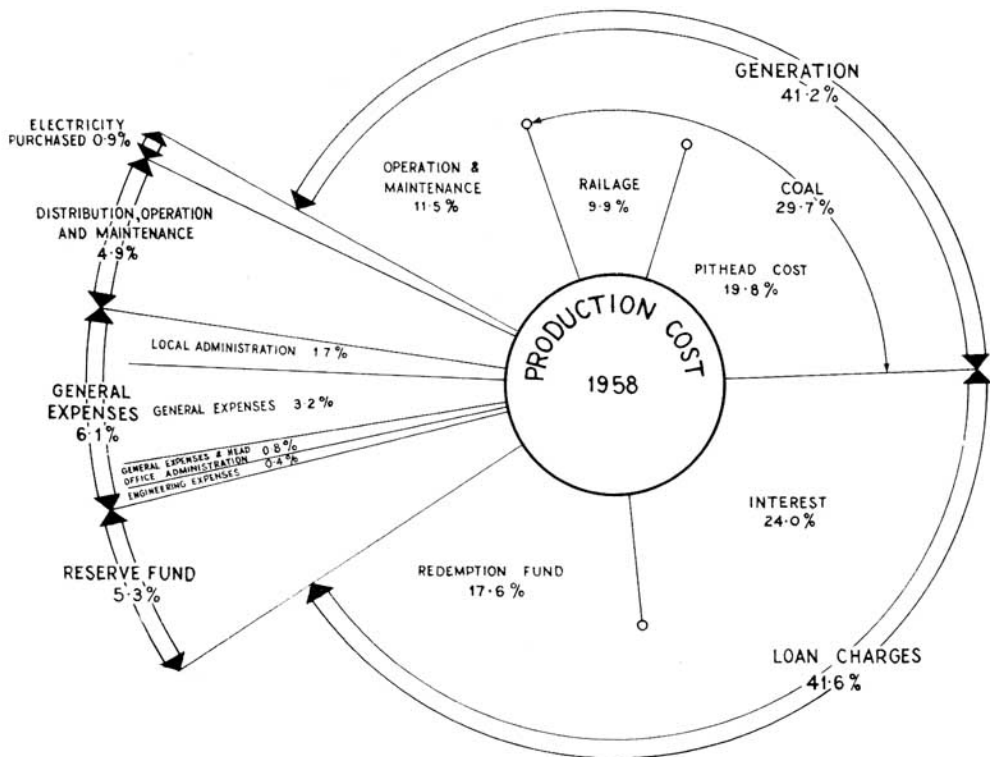 GENERATION
41·2%
ELECTRICITY
PURCHASED 0·9%
OPERATION &
MAINTENANCE
11·5%
RAILAGE
9·9%
COAL
29·7%
DISTRIBUTION, OPERATION
AND MAINTENANCE
4·9%
PITHEAD COST
19·8%
PRODUCTION COST
1958
LOCAL ADMINISTRATION 1·7%
GENERAL
EXPENSES
6·1%
GENERAL EXPENSES 3·2%
GENERAL EXPENSES & HEAD
OFFICE ADMINISTRATION 0·8%
ENGINEERING EXPENSES 0·4%
INTEREST
24·0%
RESERVE FUND
5·3%
REDEMPTION FUND
17·6%
LOAN CHARGES
41·6%